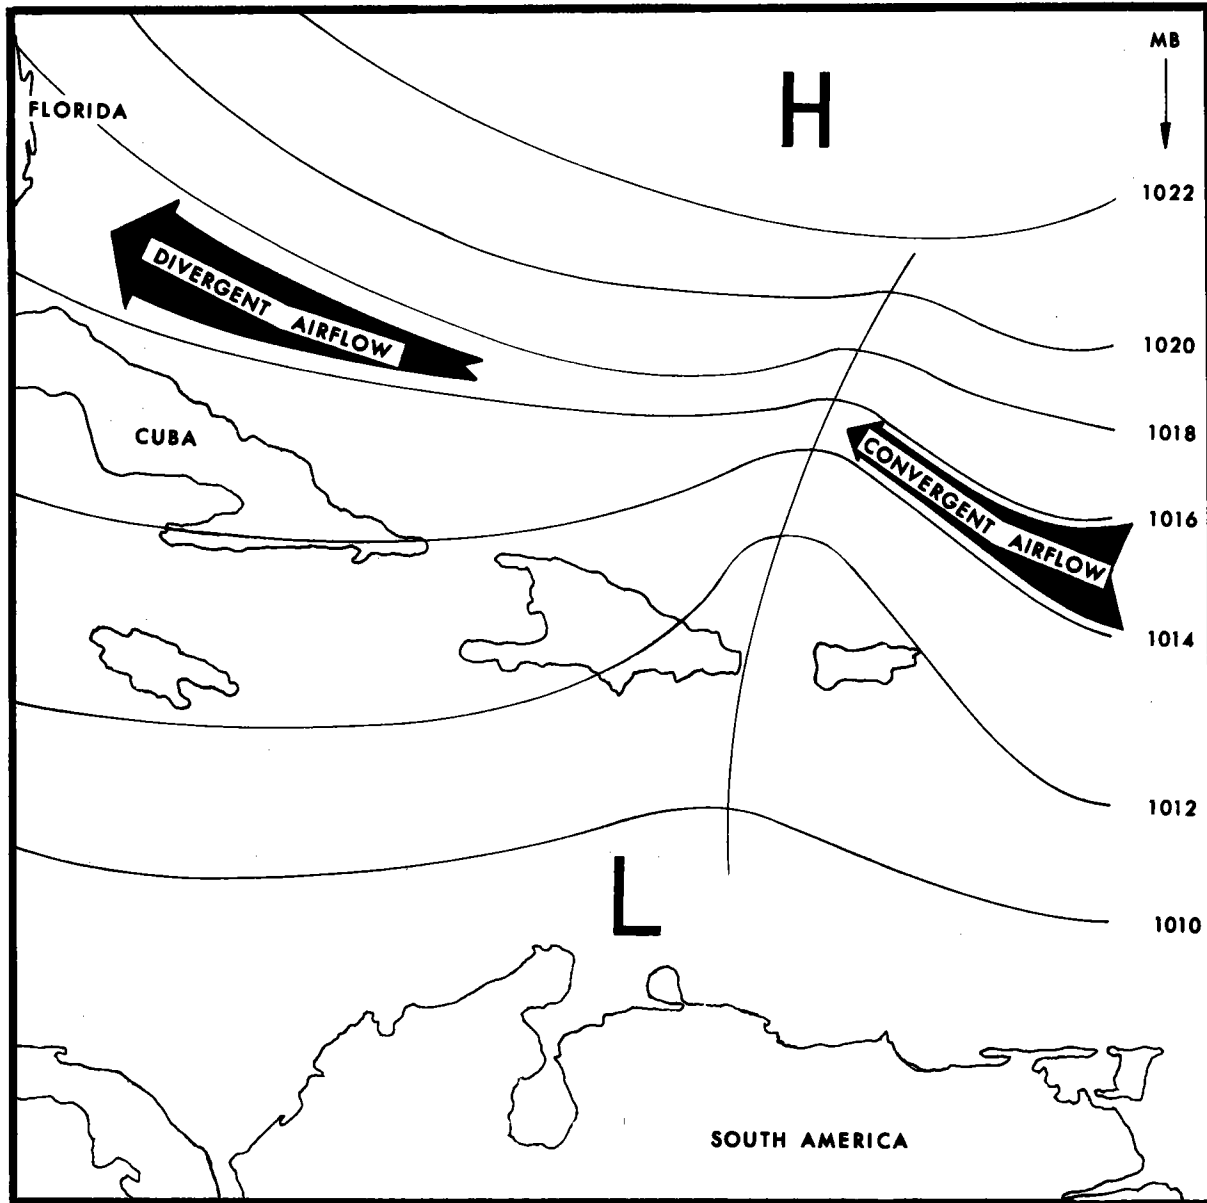 MB
H
FLORIDA
1022
DIVERGENT AIRFLOW
1020
CUBA
1018
CONVERGENT AIRFLOW
1016
1014
1012
L
1010
SOUTH AMERICA